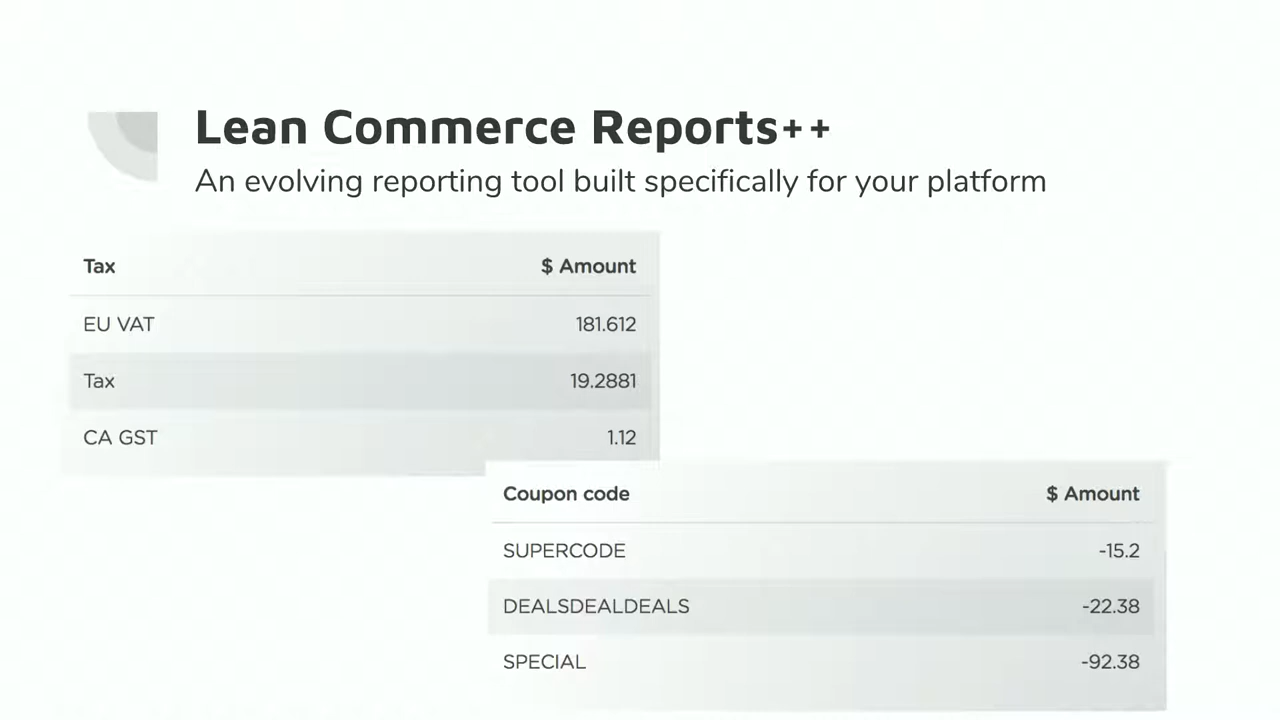 Lean Commerce Reports++
An evolving reporting tool built specifically for your platform
Tax $ Amount
EU VAT 181.612
Tax 19.2881
CA GST 1.12
Coupon code $ Amount
SUPERCODE -15.2
DEALSDEALDEALS -22.38
SPECIAL -92.38